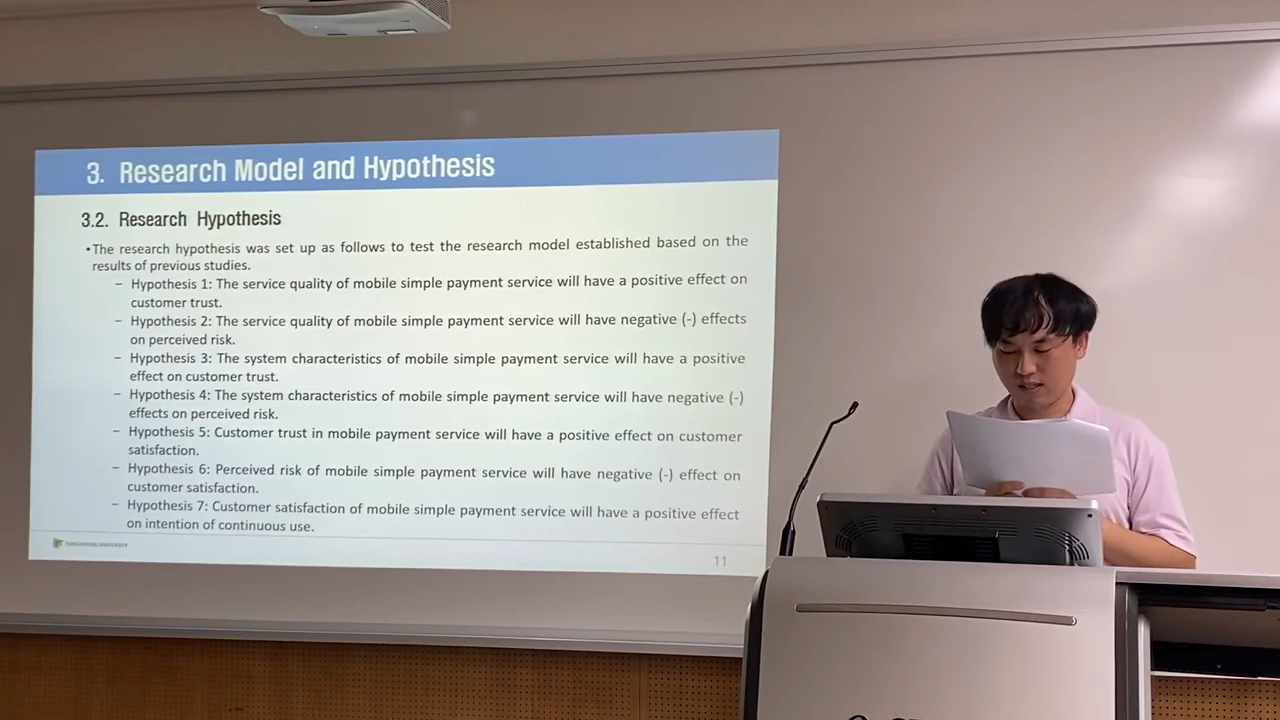 3. Research Model and Hypothesis
3.2. Research Hypothesis
•The research hypothesis was set up as follows to test the research model established based on the
results of previous studies.
– Hypothesis 1: The service quality of mobile simple payment service will have a positive effect on
customer trust.
– Hypothesis 2: The service quality of mobile simple payment service will have negative (-) effects
on perceived risk.
– Hypothesis 3: The system characteristics of mobile simple payment service will have a positive
effect on customer trust.
– Hypothesis 4: The system characteristics of mobile simple payment service will have negative (-)
effects on perceived risk.
– Hypothesis 5: Customer trust in mobile payment service will have a positive effect on customer
satisfaction.
– Hypothesis 6: Perceived risk of mobile simple payment service will have negative (-) effect on
customer satisfaction.
– Hypothesis 7: Customer satisfaction of mobile simple payment service will have a positive effect
on intention of continuous use.
UNIVERSITY
11